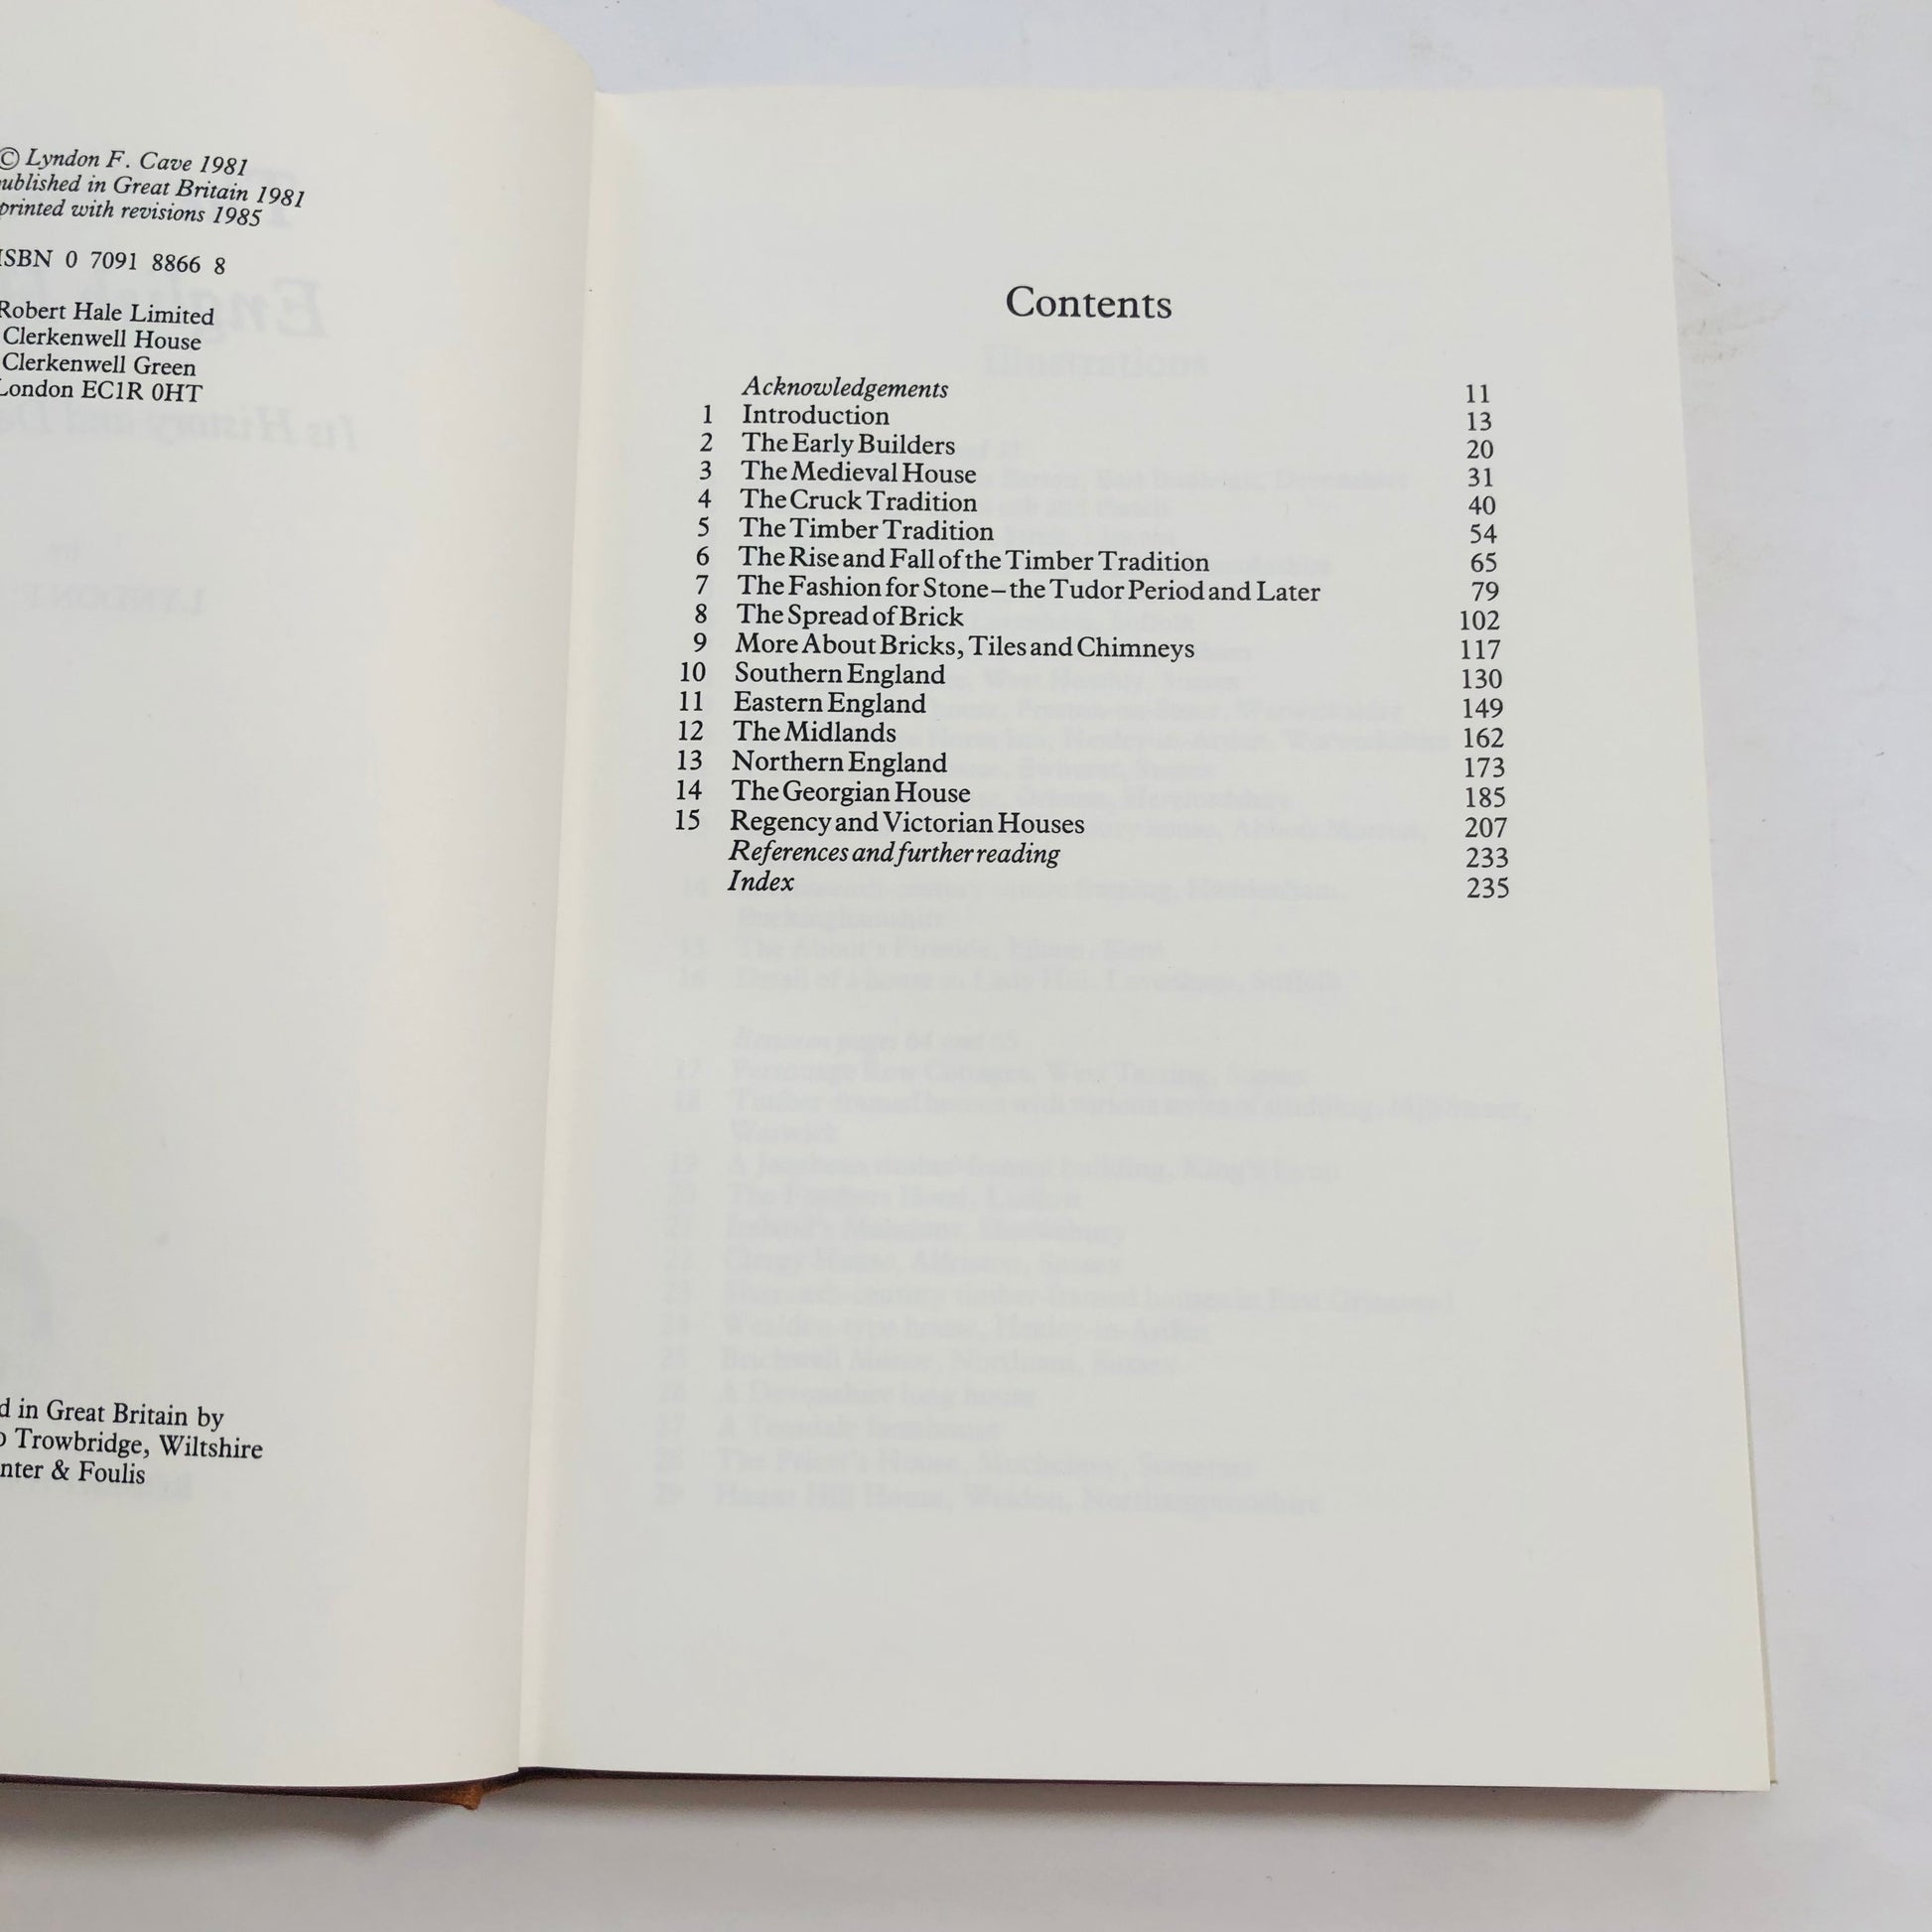 © Lyndon F. Cave 1981
ublished in Great Britain 1981
printed with revisions 1985
ISBN 0 7091 8866 8
Robert Hale Limited
Clerkenwell House
Clerkenwell Green
London EC1R 0HT
d in Great Britain by
Trowbridge, Wiltshire
nter & Foulis
Contents
Acknowledgements 11
1 Introduction 13
2 The Early Builders 20
3 The Medieval House 31
4 The Cruck Tradition 40
5 The Timber Tradition 54
6 The Rise and Fall of the Timber Tradition 65
7 The Fashion for Stone – the Tudor Period and Later 79
8 The Spread of Brick 102
9 More About Bricks, Tiles and Chimneys 117
10 Southern England 130
11 Eastern England 149
12 The Midlands 162
13 Northern England 173
14 The Georgian House 185
15 Regency and Victorian Houses 207
References and further reading 233
Index 235